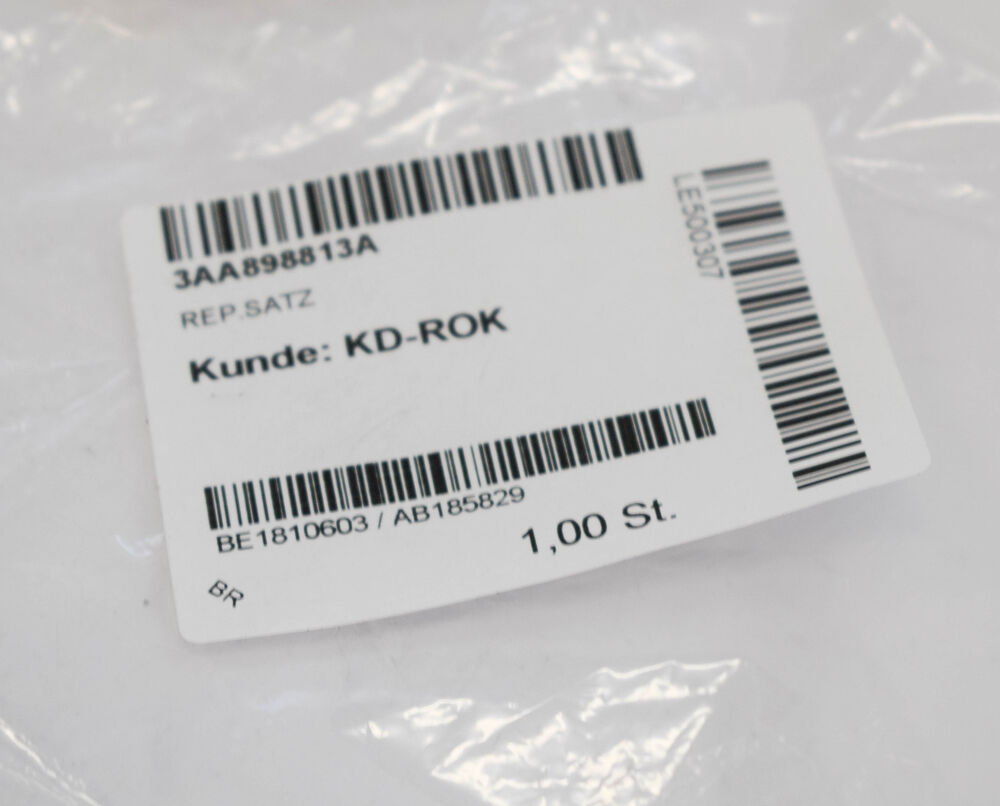 3AA898813A
REP.SATZ
Kunde: KD-ROK
LE500307
BE1810603 / AB185829
1,00 St.
BR